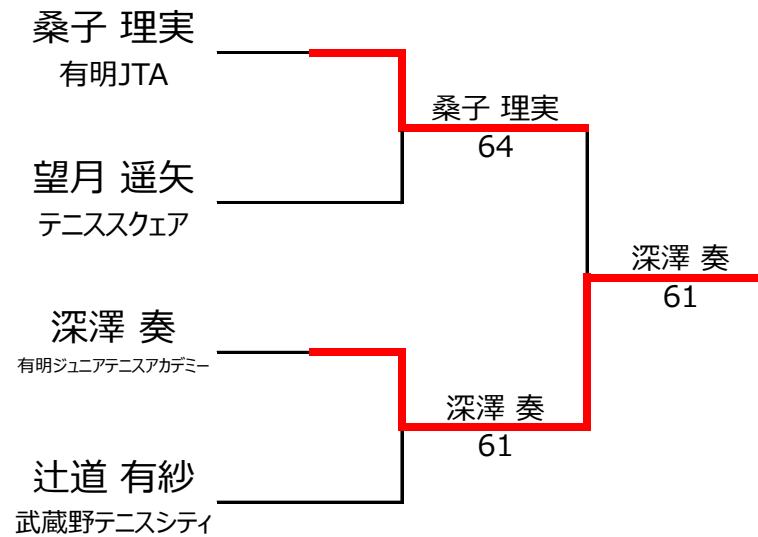 桑子 理実
有明JTA
望月 遥矢
テニススクェア
深澤 奏
有明ジュニアテニスアカデミー
辻道 有紗
武蔵野テニスシティ
桑子 理実
64
深澤 奏
61
深澤 奏
61